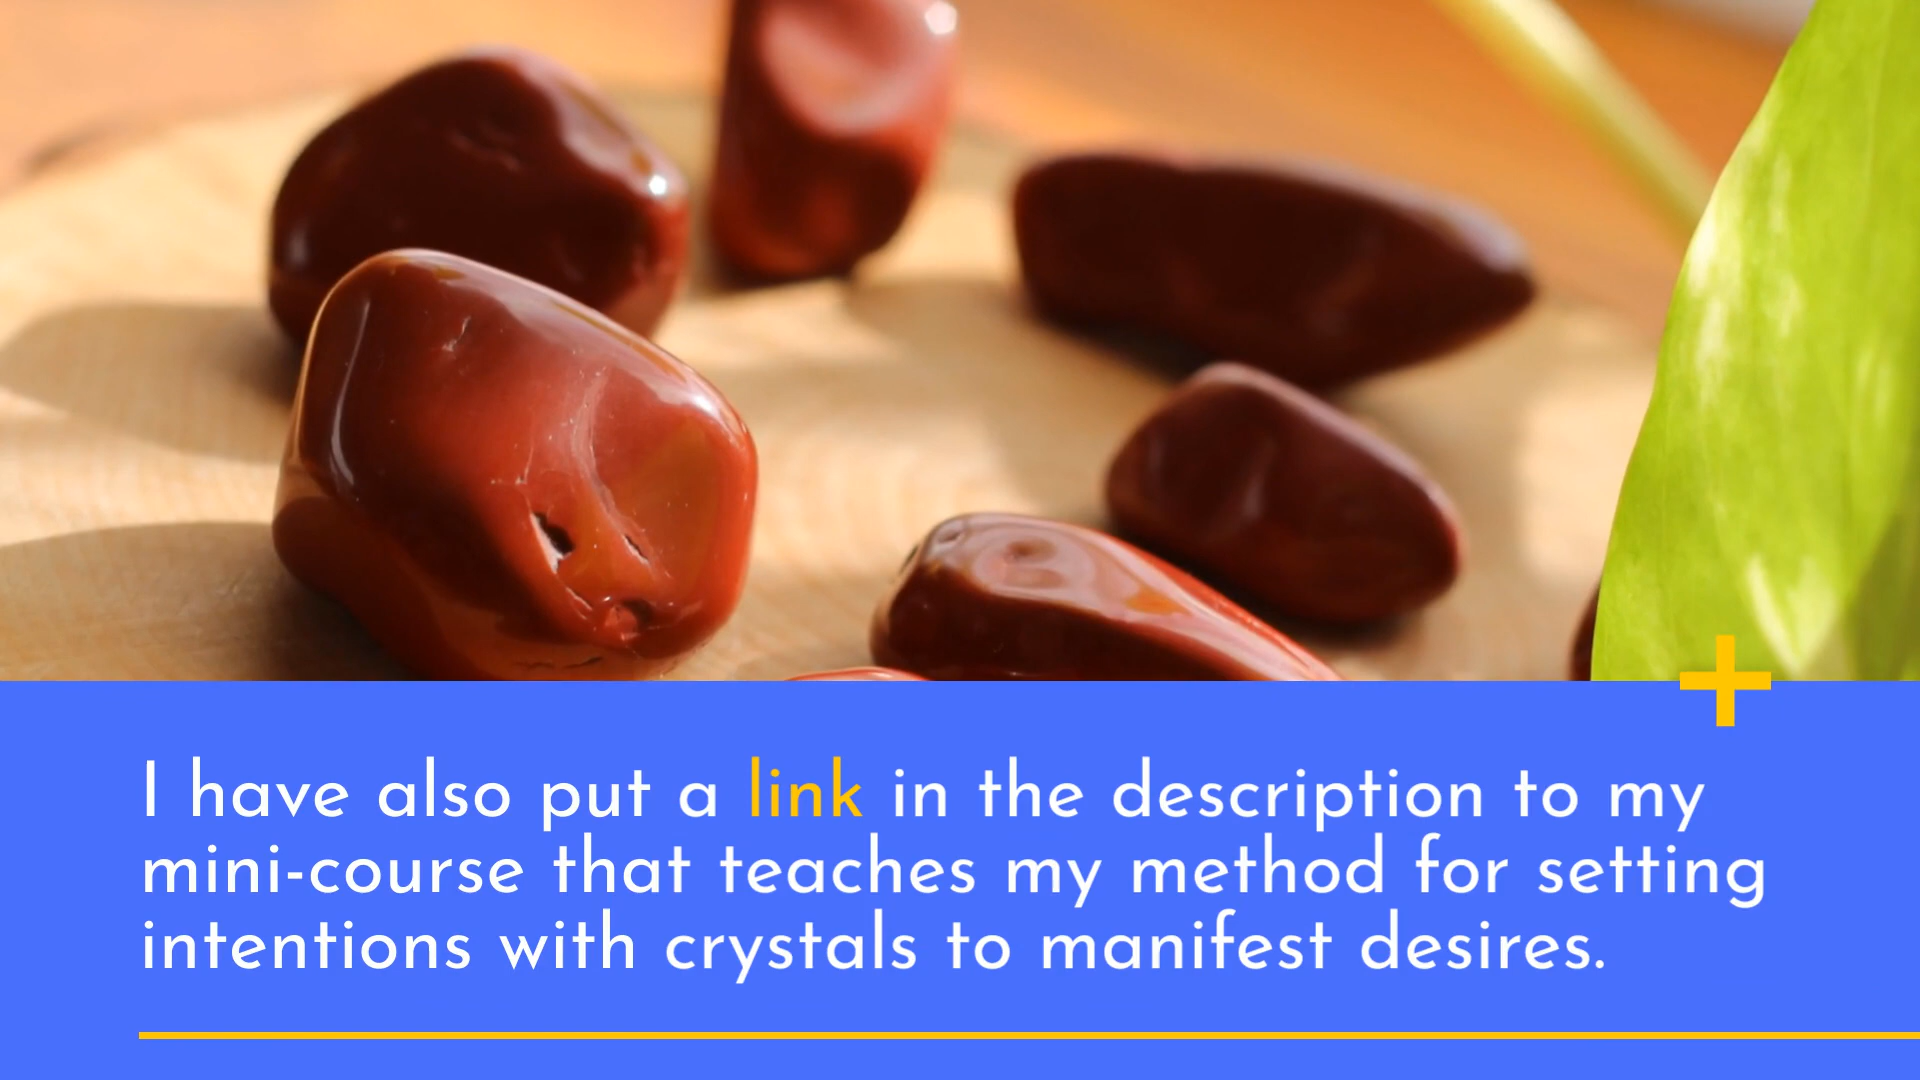 I have also put a link in the description to my
mini-course that teaches my method for setting
intentions with crystals to manifest desires.